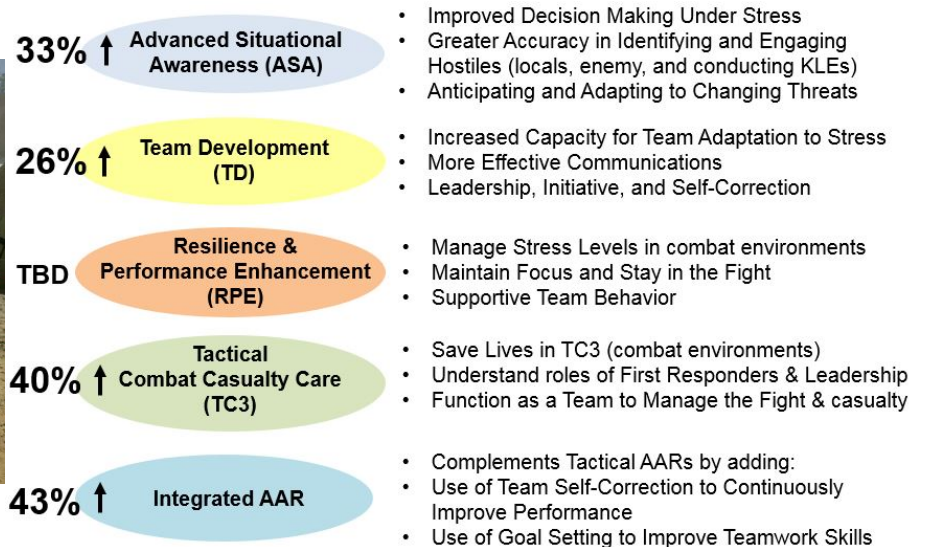 33% ↑ Advanced Situational
Awareness (ASA)
• Improved Decision Making Under Stress
• Greater Accuracy in Identifying and Engaging
Hostiles (locals, enemy, and conducting KLEs)
• Anticipating and Adapting to Changing Threats
26% ↑ Team Development
(TD)
• Increased Capacity for Team Adaptation to Stress
• More Effective Communications
• Leadership, Initiative, and Self-Correction
TBD
Resilience &
Performance Enhancement
(RPE)
• Manage Stress Levels in combat environments
• Maintain Focus and Stay in the Fight
• Supportive Team Behavior
40% ↑
Tactical
Combat Casualty Care
(TC3)
• Save Lives in TC3 (combat environments)
• Understand roles of First Responders & Leadership
• Function as a Team to Manage the Fight & casualty
43% ↑ Integrated AAR
• Complements Tactical AARs by adding:
• Use of Team Self-Correction to Continuously
Improve Performance
• Use of Goal Setting to Improve Teamwork Skills